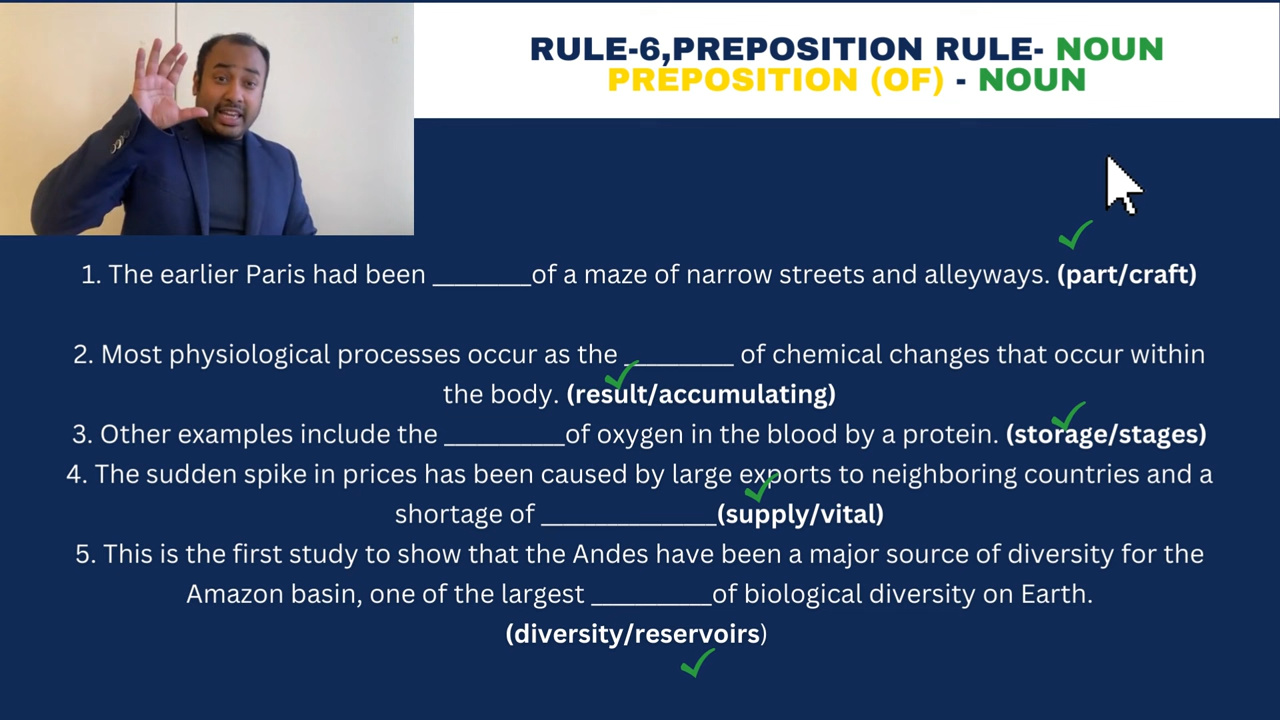 RULE-6,PREPOSITION RULE- NOUN
PREPOSITION (OF) - NOUN
1. The earlier Paris had been ________of a maze of narrow streets and alleyways. (part/craft)
2. Most physiological processes occur as the _________ of chemical changes that occur within
the body. (result/accumulating)
3. Other examples include the __________of oxygen in the blood by a protein. (storage/stages)
4. The sudden spike in prices has been caused by large exports to neighboring countries and a
shortage of ______________(supply/vital)
5. This is the first study to show that the Andes have been a major source of diversity for the
Amazon basin, one of the largest __________of biological diversity on Earth.
(diversity/reservoirs)